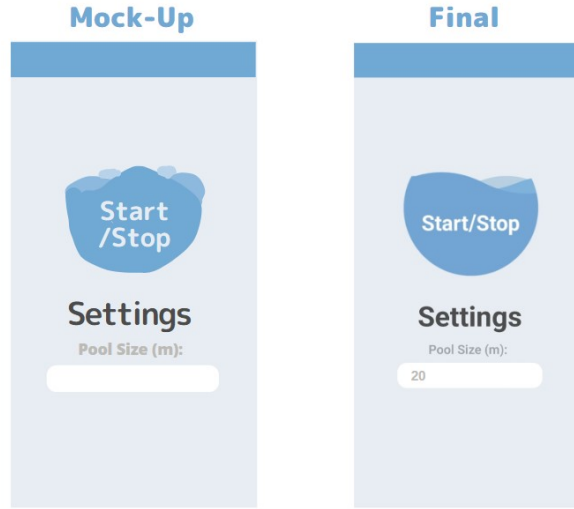 Mock-Up
Start
/Stop
Settings
Pool Size (m):
Final
Start/Stop
Settings
Pool Size (m):
20